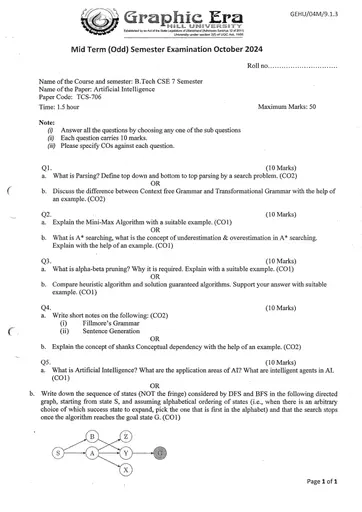 GEHU/04M/9.1.3
Graphic Era
HILL UNIVERSITY
Established by an Act of the State Legislature of Uttarakhand (Adhiniyam Sankhya 12 of 2011)
University under section 2(f) of UGC Act, 1956
Mid Term (Odd) Semester Examination October 2024
Roll no..............................
Name of the Course and semester: B.Tech CSE 7 Semester
Name of the Paper: Artificial Intelligence
Paper Code: TCS-706
Time: 1.5 hour Maximum Marks: 50
Note:
(i) Answer all the questions by choosing any one of the sub questions
(ii) Each question carries 10 marks.
(iii) Please specify COs against each question.
Q1. (10 Marks)
a. What is Parsing? Define top down and bottom to top parsing by a search problem. (CO2)
OR
b. Discuss the difference between Context free Grammar and Transformational Grammar with the help of
an example. (CO2)
Q2. (10 Marks)
a. Explain the Mini-Max Algorithm with a suitable example. (CO1)
OR
b. What is A* searching, what is the concept of underestimation & overestimation in A* searching.
Explain with the help of an example. (CO1)
Q3. (10 Marks)
a. What is alpha-beta pruning? Why it is required. Explain with a suitable example. (CO1)
OR
b. Compare heuristic algorithm and solution guaranteed algorithms. Support your answer with suitable
example. (CO1)
Q4. (10 Marks)
a. Write short notes on the following: (CO2)
(i) Fillmore's Grammar
(ii) Sentence Generation
OR
b. Explain the concept of shanks Conceptual dependency with the help of an example. (CO2)
Q5. (10 Marks)
a. What is Artificial Intelligence? What are the application areas of AI? What are intelligent agents in AI.
(CO1)
OR
b. Write down the sequence of states (NOT the fringe) considered by DFS and BFS in the following directed
graph, starting from state S, and assuming alphabetical ordering of states (i.e., when there is an arbitrary
choice of which success state to expand, pick the one that is first in the alphabet) and that the search stops
once the algorithm reaches the goal state G. (CO1)
B Z
S A Y G
X
Page 1 of 1